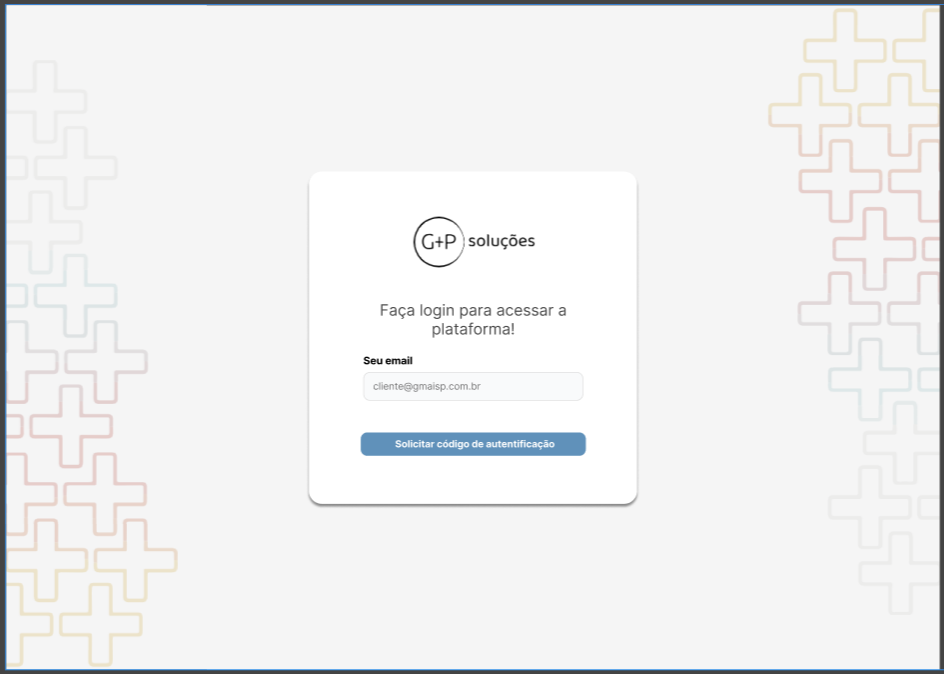 G+P soluções
Faça login para acessar a
plataforma!
Seu email
cliente@gmaisp.com.br
Solicitar código de autentificação